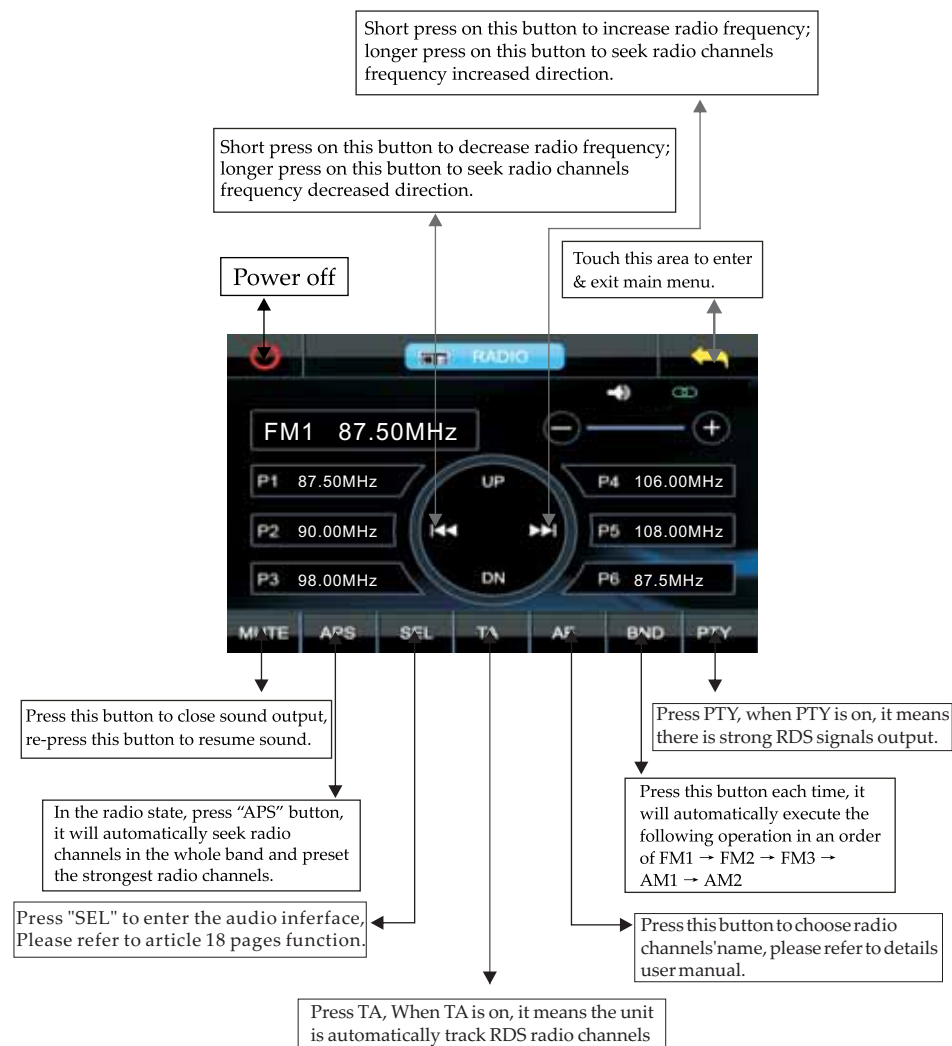 Short press on this button to increase radio frequency;
longer press on this button to seek radio channels
frequency increased direction.
Short press on this button to decrease radio frequency;
longer press on this button to seek radio channels
frequency decreased direction.
Touch this area to enter
& exit main menu.
Power off
RADIO
FM1 87.50MHz
P1 87.50MHz
UP
P4 106.00MHz
P2 90.00MHz
P5 108.00MHz
P3 98.00MHz
DN
P6 87.5MHz
MUTE APS SEL TA AF BND PTY
Press this button to close sound output,
re-press this button to resume sound.
Press PTY, when PTY is on, it means
there is strong RDS signals output.
In the radio state, press “APS” button,
it will automatically seek radio
channels in the whole band and preset
the strongest radio channels.
Press this button each time, it
will automatically execute the
following operation in an order
of FM1 → FM2 → FM3 →
AM1 → AM2
Press "SEL" to enter the audio inferface,
Please refer to article 18 pages function.
Press this button to choose radio
channels'name, please refer to details
user manual.
Press TA, When TA is on, it means the unit
is automatically track RDS radio channels